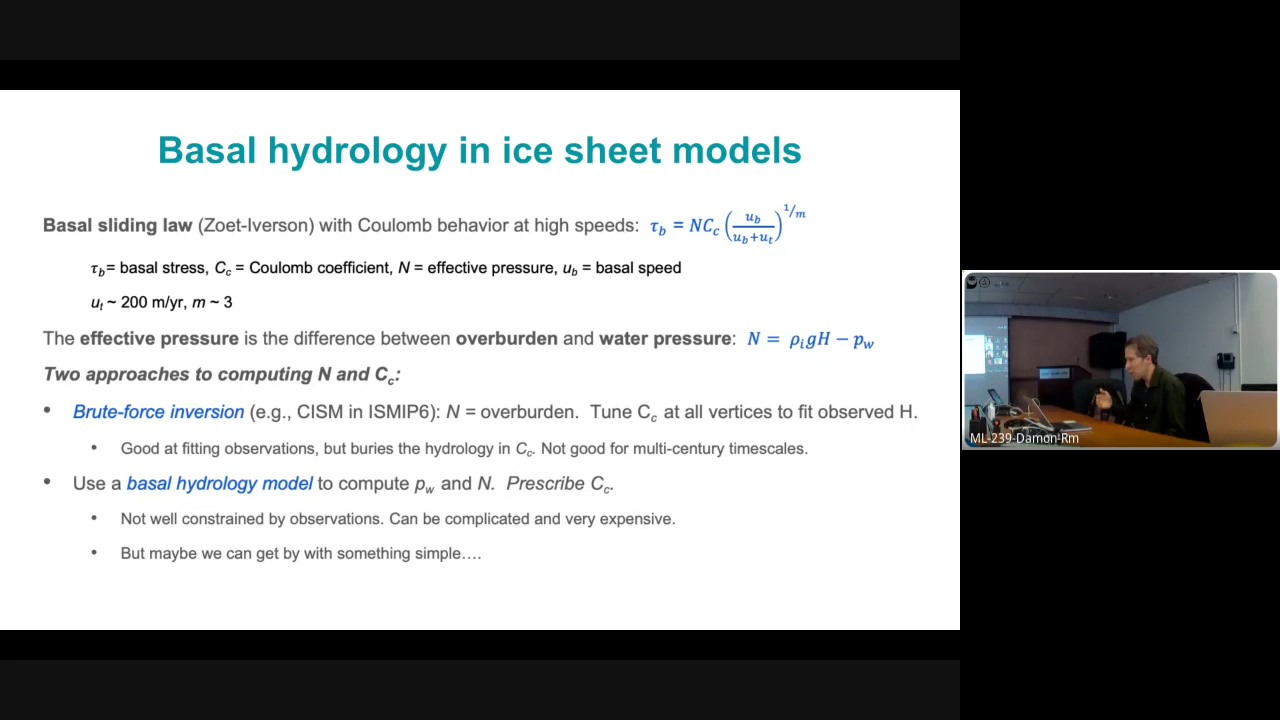 Basal hydrology in ice sheet models
Basal sliding law (Zoet-Iverson) with Coulomb behavior at high speeds: τ_b = NC_c (u_b / (u_b+u_t))^{1/m}
τ_b= basal stress, C_c = Coulomb coefficient, N = effective pressure, u_b = basal speed
u_t ~ 200 m/yr, m ~ 3
The effective pressure is the difference between overburden and water pressure: N = ρ_i gH − p_w
Two approaches to computing N and C_c:
• Brute-force inversion (e.g., CISM in ISMIP6): N = overburden. Tune C_c at all vertices to fit observed H.
• Good at fitting observations, but buries the hydrology in C_c. Not good for multi-century timescales.
• Use a basal hydrology model to compute p_w and N. Prescribe C_c.
• Not well constrained by observations. Can be complicated and very expensive.
• But maybe we can get by with something simple….
ML-239-Damon Rm